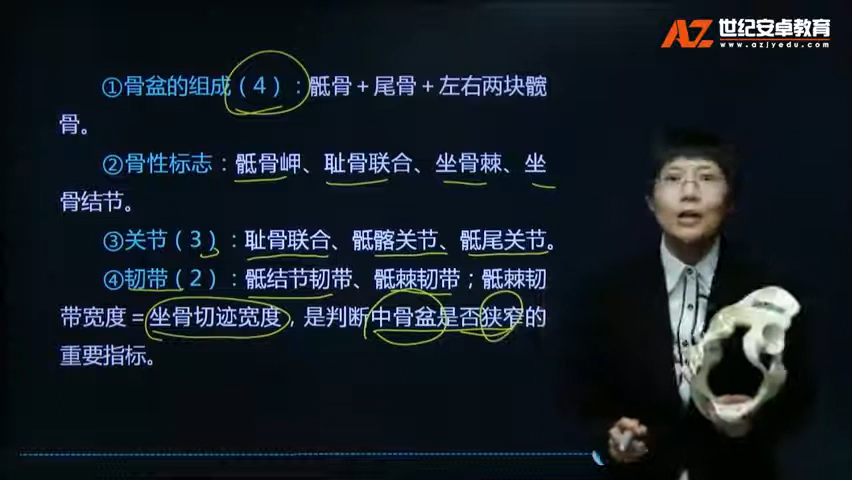 AZ 世纪安卓教育
www.azjyedu.com
①骨盆的组成（4）：骶骨＋尾骨＋左右两块髋
骨。
②骨性标志：骶骨岬、耻骨联合、坐骨棘、坐
骨结节。
③关节（3）：耻骨联合、骶髂关节、骶尾关节。
④韧带（2）：骶结节韧带、骶棘韧带；骶棘韧
带宽度＝坐骨切迹宽度，是判断中骨盆是否狭窄的
重要指标。